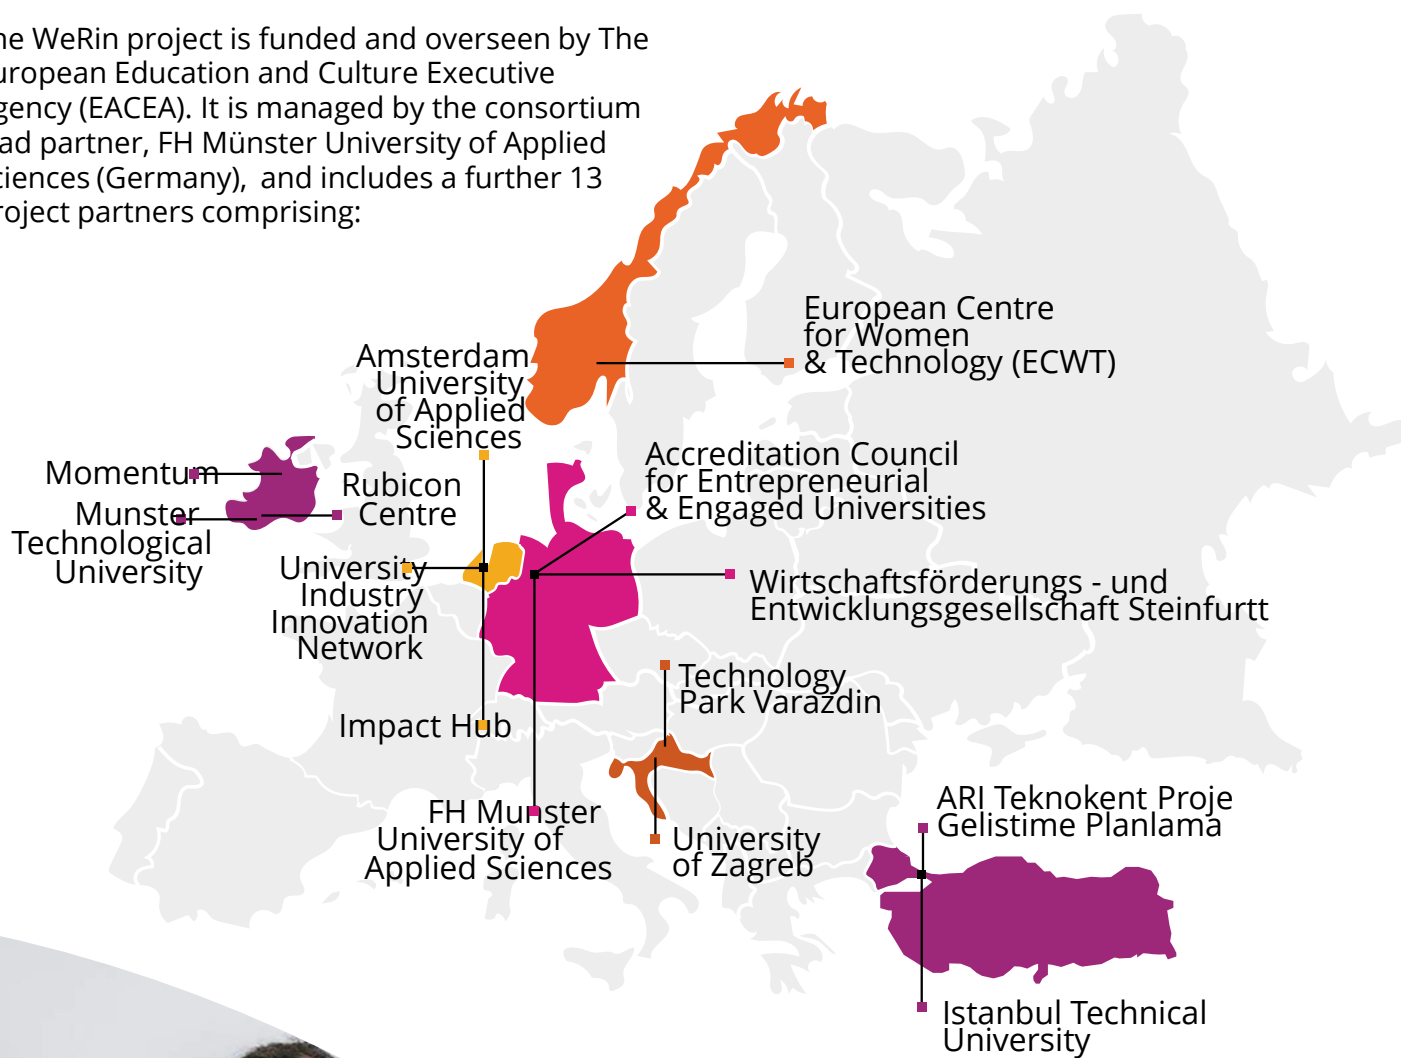 he WeRin project is funded and overseen by The
uropean Education and Culture Executive
gency (EACEA). It is managed by the consortium
ad partner, FH Münster University of Applied
ciences (Germany),  and includes a further 13
roject partners comprising:
European Centre
for Women
& Technology (ECWT)
Amsterdam
University
of Applied
Sciences
Accreditation Council
for Entrepreneurial
& Engaged Universities
Momentum
Rubicon
Centre
Munster
Technological
University
University
Industry
Innovation
Network
Wirtschaftsförderungs - und
Entwicklungsgesellschaft Steinfurtt
Technology
Park Varazdin
Impact Hub
FH Munster
University of
Applied Sciences
University
of Zagreb
ARI Teknokent Proje
Gelistime Planlama
Istanbul Technical
University